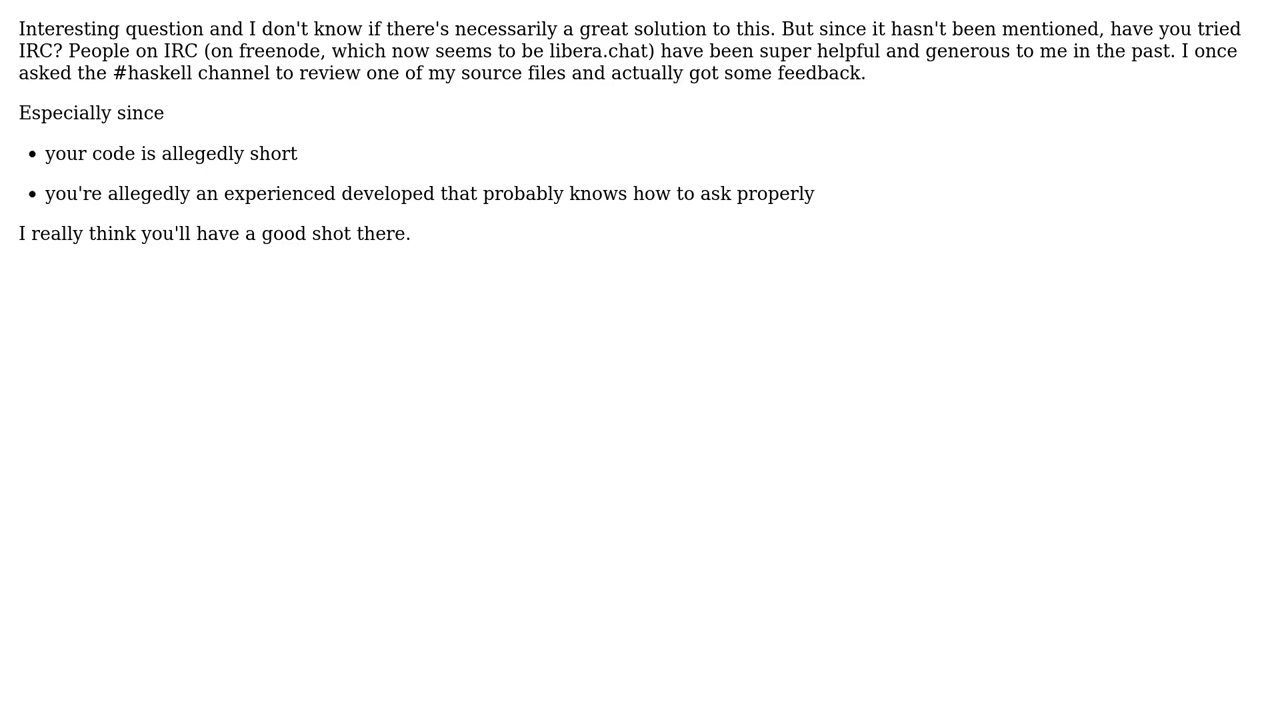 Interesting question and I don't know if there's necessarily a great solution to this. But since it hasn't been mentioned, have you tried
IRC? People on IRC (on freenode, which now seems to be libera.chat) have been super helpful and generous to me in the past. I once
asked the #haskell channel to review one of my source files and actually got some feedback.
Especially since
• your code is allegedly short
• you're allegedly an experienced developed that probably knows how to ask properly
I really think you'll have a good shot there.